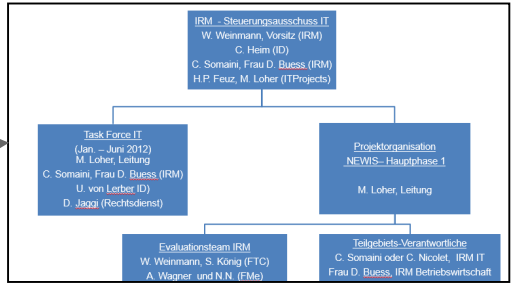 IRM - Steuerungsausschuss IT
W. Weinmann, Vorsitz (IRM)
C. Heim (ID)
C. Somaini, Frau D. Buess (IRM)
H.P. Feuz, M. Loher (ITProjects)
Task Force IT
(Jan. – Juni 2012)
M. Loher, Leitung
C. Somaini, Frau D. Buess (IRM)
U. von Lerber ID)
D. Jaggi (Rechtsdienst)
Projektorganisation
NEWIS– Hauptphase 1
M. Loher, Leitung
Evaluationsteam IRM
W. Weinmann, S. König (FTC)
A. Wagner und N.N. (FMe)
Teilgebiets-Verantwortliche
C. Somaini oder C. Nicolet, IRM IT
Frau D. Buess, IRM Betriebswirtschaft